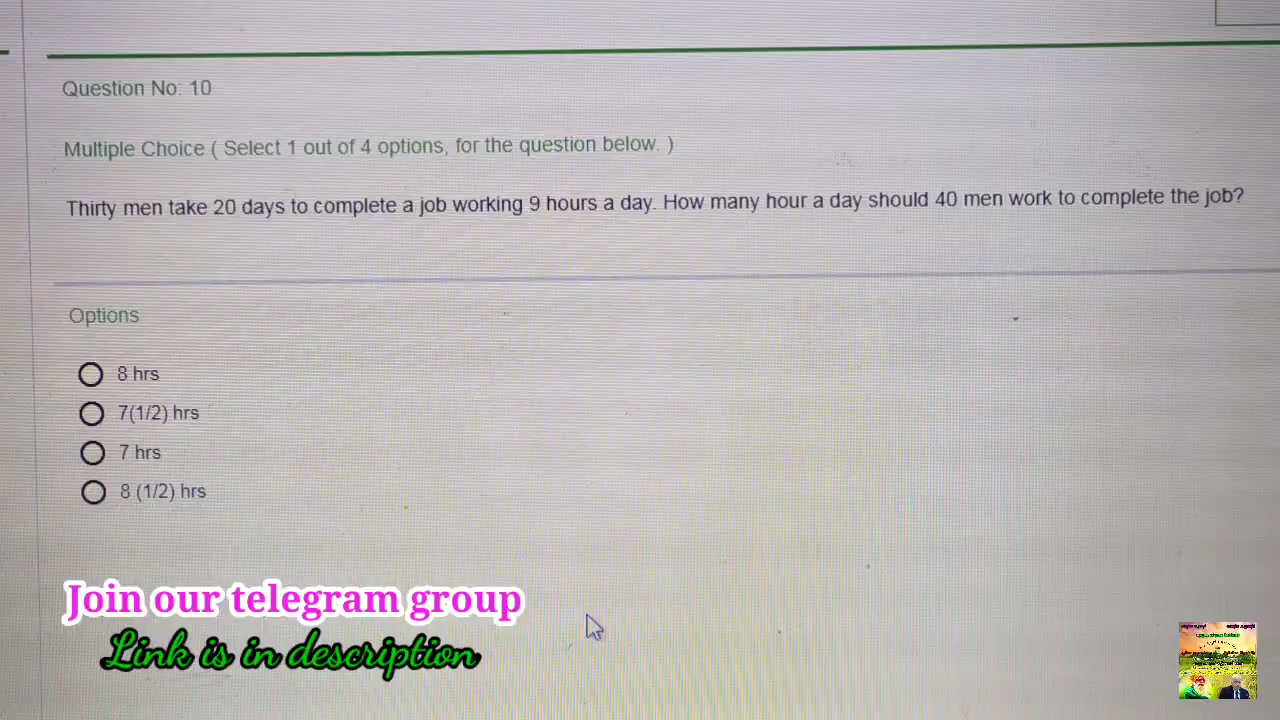 Question No: 10
Multiple Choice ( Select 1 out of 4 options, for the question below. )
Thirty men take 20 days to complete a job working 9 hours a day. How many hour a day should 40 men work to complete the job?
Options
8 hrs
7(1/2) hrs
7 hrs
8 (1/2) hrs
Join our telegram group
Link is in description